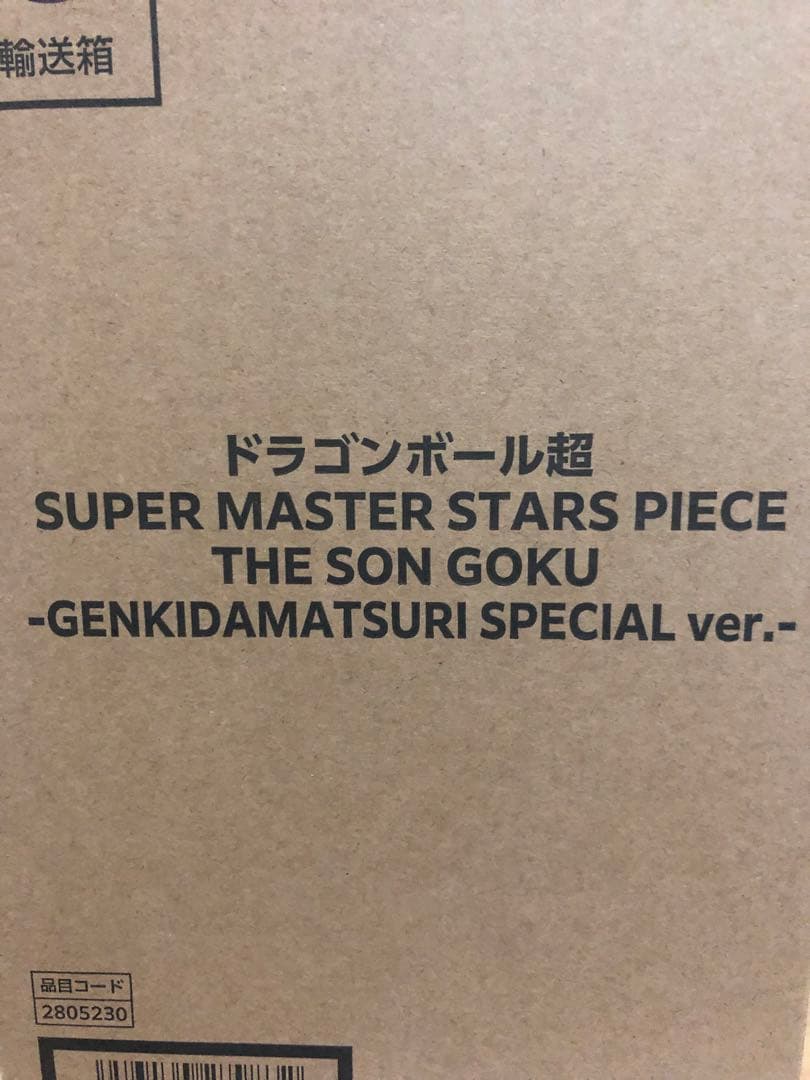 輸送箱
ドラゴンボール超
SUPER MASTER STARS PIECE
THE SON GOKU
-GENKIDAMATSURI SPECIAL ver.-
品目コード
2805230